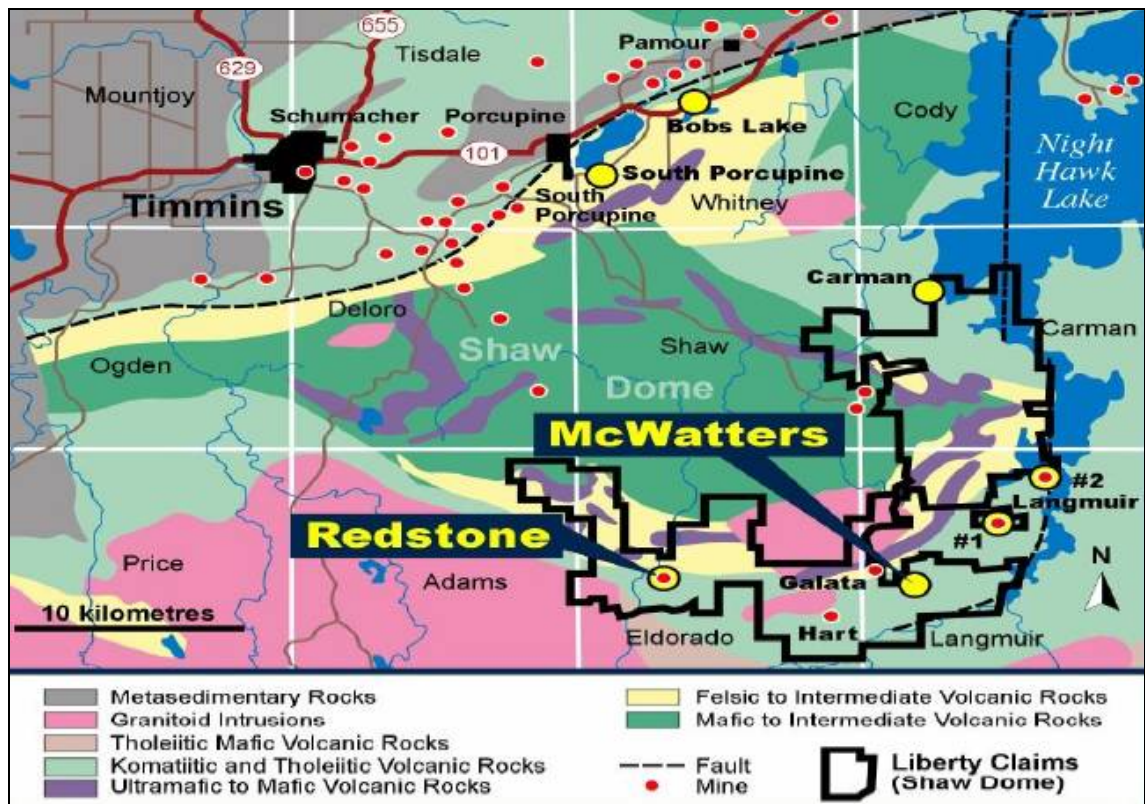 655
Tisdale
Pamour
629
Mountjoy
Cody
Schumacher
Porcupine
Bobs Lake
101
Night
Hawk
Lake
South Porcupine
Timmins
South
Porcupine
Whitney
Carman
Deloro
Carman
Shaw
Shaw
Ogden
Dome
McWatters
#2
Langmuir
Redstone
#1
Price
Adams
Galata
N
10 kilometres
Hart
Eldorado
Langmuir
Metasedimentary Rocks
Granitoid Intrusions
Tholeiitic Mafic Volcanic Rocks
Komatiitic and Tholeiitic Volcanic Rocks
Ultramafic to Mafic Volcanic Rocks
Felsic to Intermediate Volcanic Rocks
Mafic to Intermediate Volcanic Rocks
Fault
Mine
Liberty Claims
(Shaw Dome)